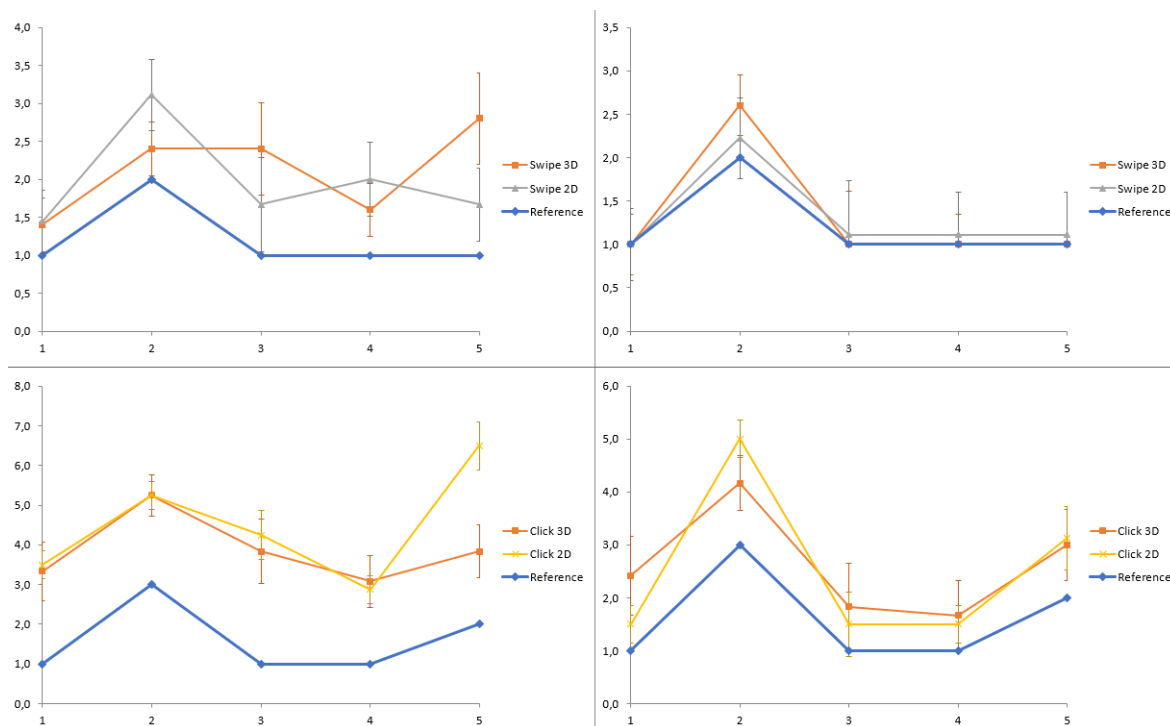 4,0
3,5
3,0
2,5
2,0
1,5
1,0
0,5
0,0
1 2 3 4 5
Swipe 3D
Swipe 2D
Reference
3,5
3,0
2,5
2,0
1,5
1,0
0,5
0,0
1 2 3 4 5
Swipe 3D
Swipe 2D
Reference
8,0
7,0
6,0
5,0
4,0
3,0
2,0
1,0
0,0
1 2 3 4 5
Click 3D
Click 2D
Reference
6,0
5,0
4,0
3,0
2,0
1,0
0,0
1 2 3 4 5
Click 3D
Click 2D
Reference